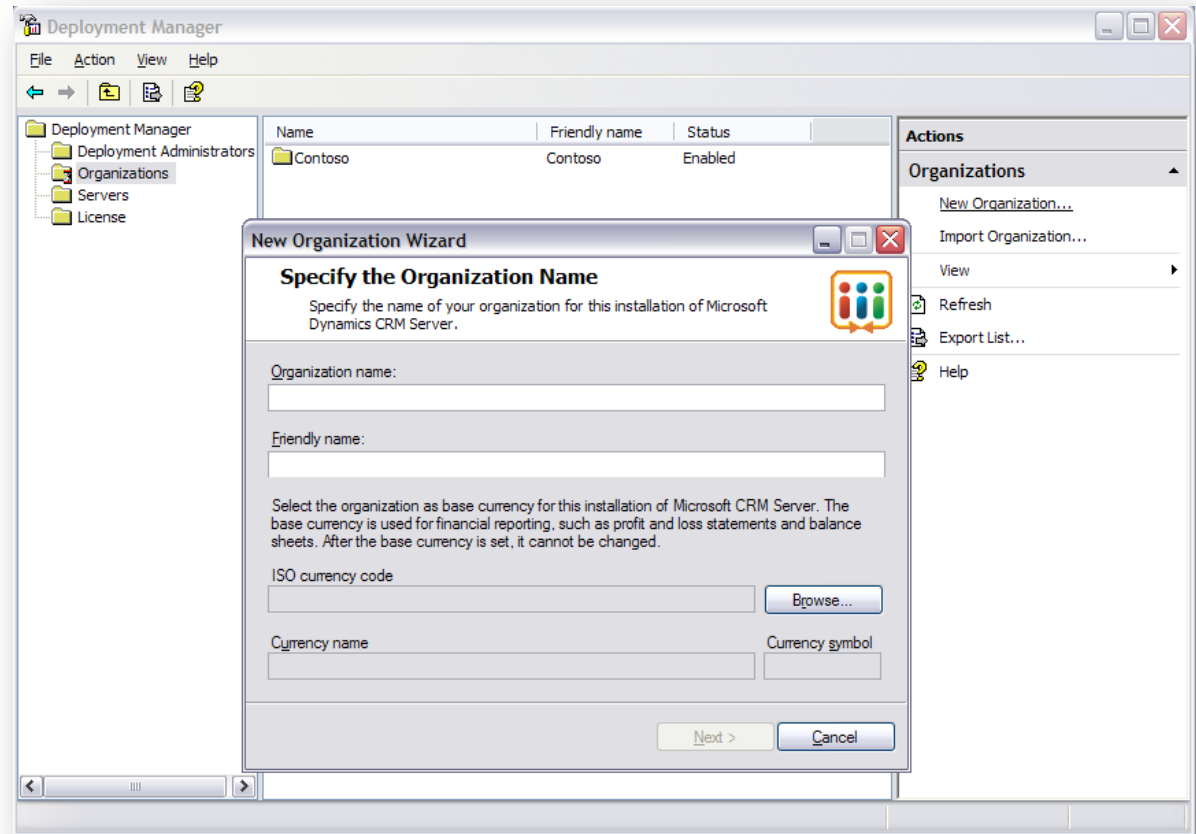 Deployment Manager
File Action View Help
Deployment Manager
Deployment Administrators
Organizations
Servers
License
Name Friendly name Status
Contoso Contoso Enabled
Actions
Organizations
New Organization...
Import Organization...
View
Refresh
Export List...
Help
New Organization Wizard
Specify the Organization Name
Specify the name of your organization for this installation of Microsoft
Dynamics CRM Server.
Organization name:
Friendly name:
Select the organization as base currency for this installation of Microsoft CRM Server. The
base currency is used for financial reporting, such as profit and loss statements and balance
sheets. After the base currency is set, it cannot be changed.
ISO currency code
Browse...
Currency name Currency symbol
Next > Cancel